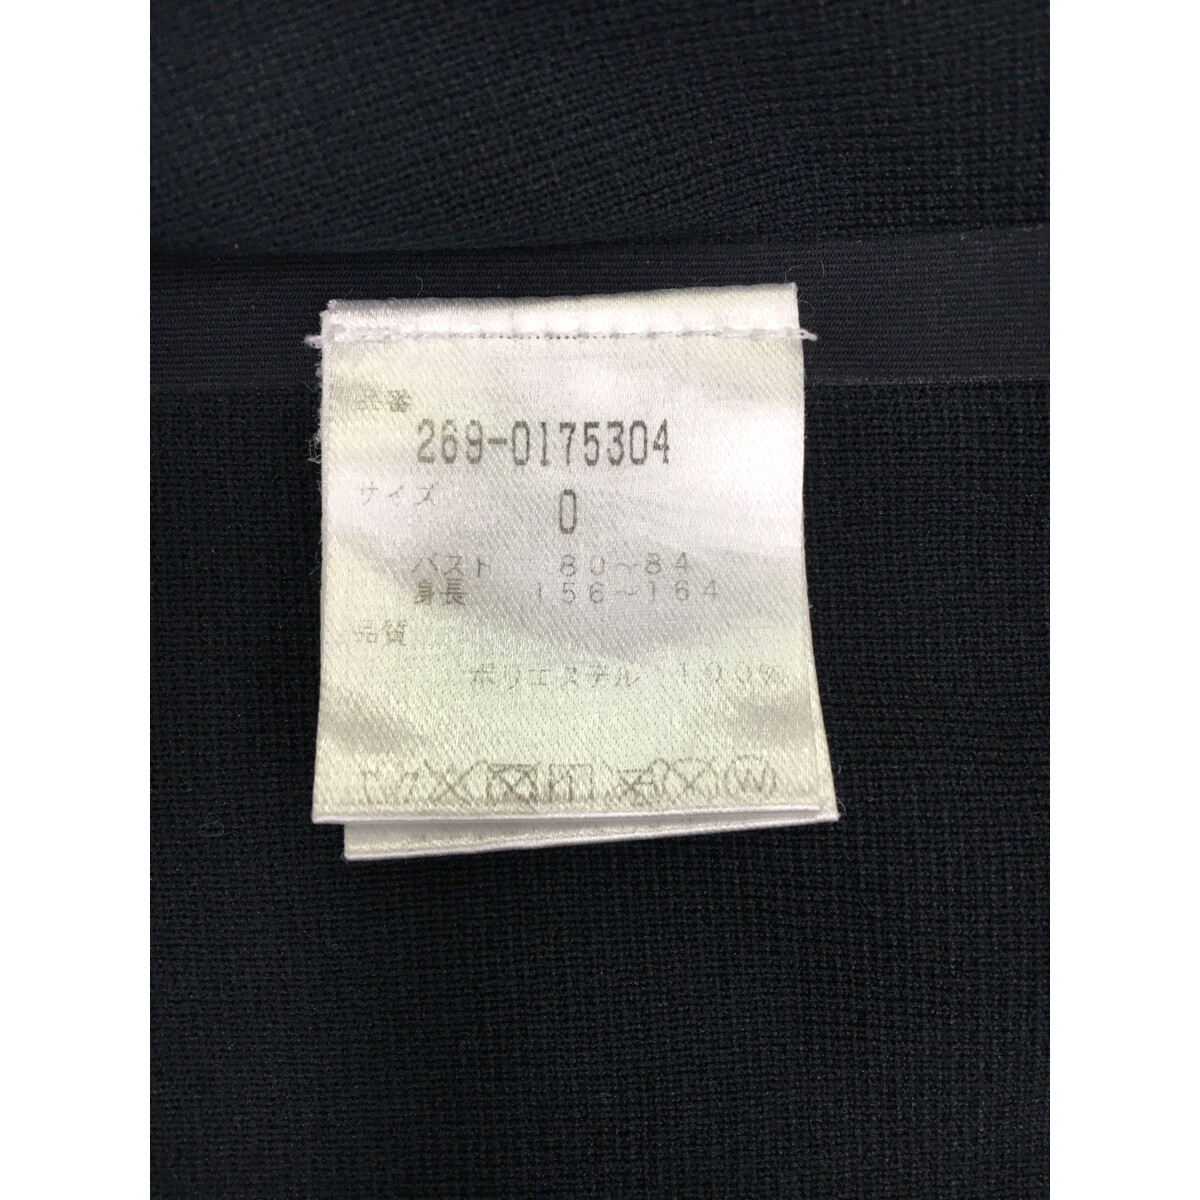 品番
269-0175304
サイズ
0
バスト 80～84
身長 156～164
品質
ポリエステル 100%